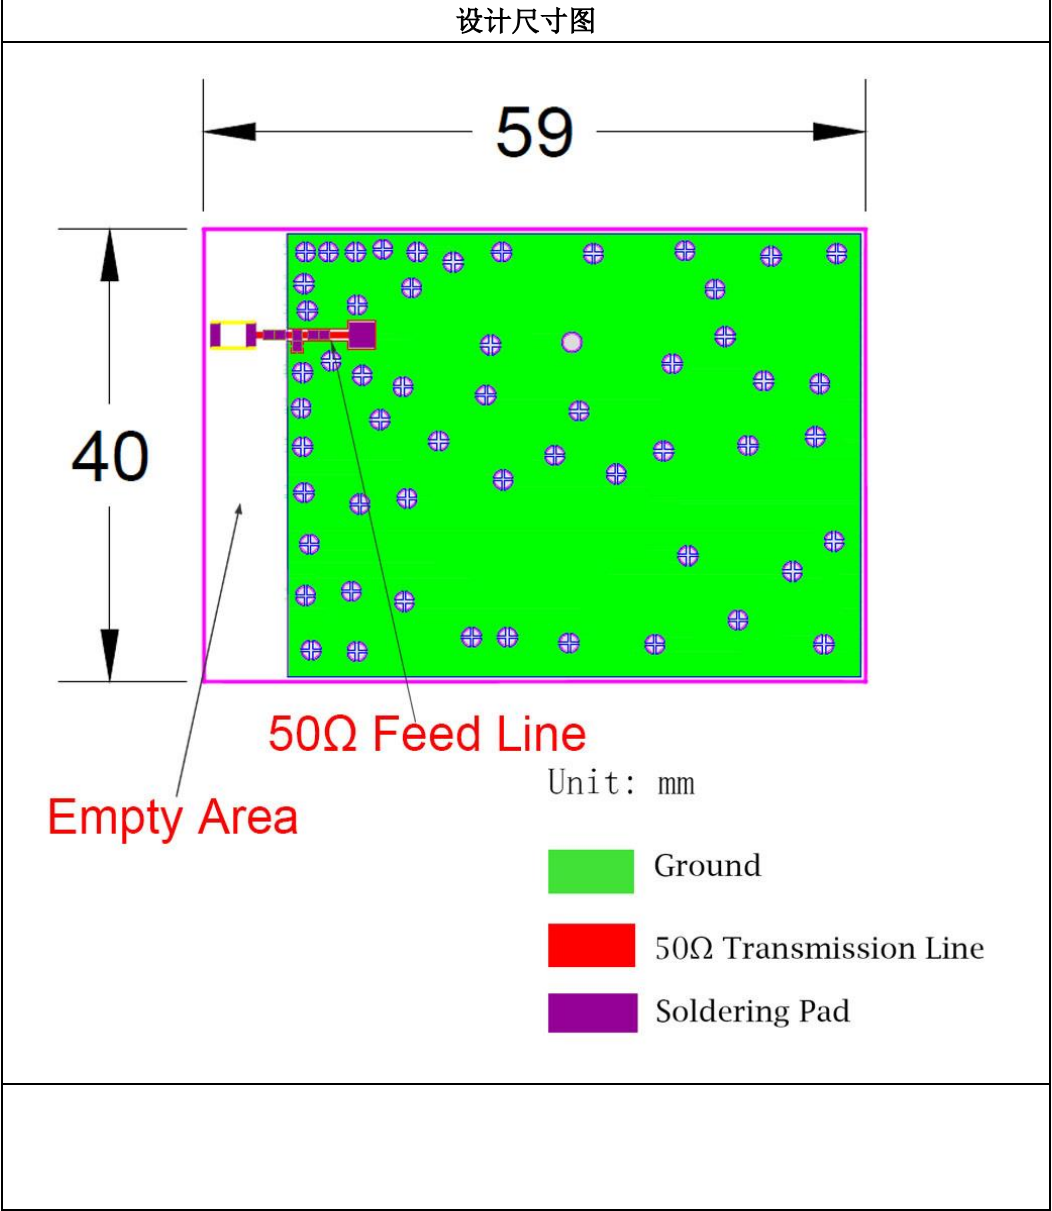 设计尺寸图
59
40
50Ω Feed Line
Unit: mm
Empty Area
Ground
50Ω Transmission Line
Soldering Pad